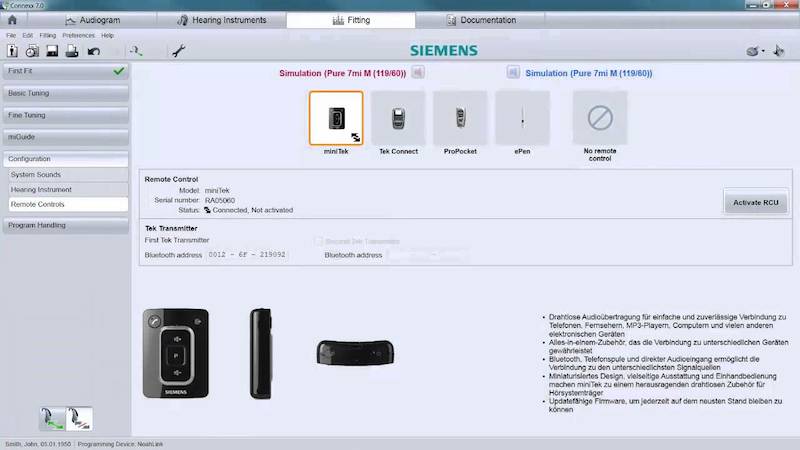 Connexx 7.0
Audiogram
Hearing Instruments
Fitting
Documentation
File Edit Fitting Preferences Help
SIEMENS
First Fit
Basic Tuning
Fine Tuning
miGuide
Configuration
System Sounds
Hearing Instrument
Remote Controls
Program Handling
Simulation (Pure 7mi M (119/60))
Simulation (Pure 7mi M (119/60))
miniTek
Tek Connect
ProPocket
ePen
No remote
control
Remote Control
Model: miniTek
Serial number: RA05060
Status: Connected, Not activated
Activate RCU
Tek Transmitter
First Tek Transmitter
Second Tek Transmitter
Bluetooth address 0012 - 6F - 219092
Bluetooth address
P
SIEMENS
• Drahtlose Audioübertragung für einfache und zuverlässige Verbindung zu
Telefonen, Fernsehern, MP3-Playern, Computern und vielen anderen
elektronischen Geräten
• Alles-in-einem-Zubehör, das die Verbindung zu unterschiedlichen Geräten
gewährleistet
• Bluetooth, Telefonspule und direkter Audioeingang ermöglicht die
Verbindung zu den unterschiedlichsten Signalquellen
• Miniaturisiertes Design, vielseitige Ausstattung und Einhandbedienung
machen miniTek zu einem herausragenden drahtlosen Zubehör für
Hörsystemträger
• Updatefähige Firmware, um jederzeit auf dem neusten Stand bleiben zu
können
Smith, John, 05.01.1950 Programming Device: NoahLink